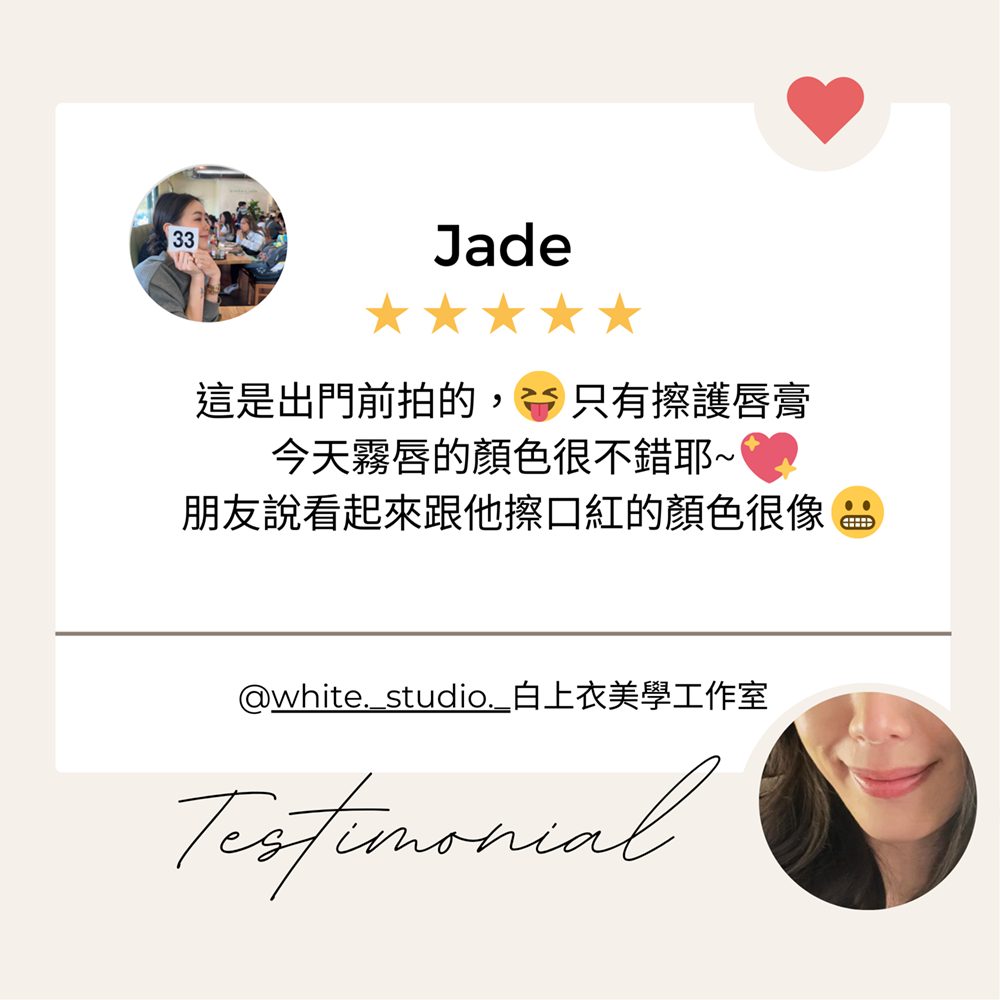 33
Jade
這是出門前拍的，😝只有擦護唇膏
今天霧唇的顏色很不錯耶~💖
朋友說看起來跟他擦口紅的顏色很像😬
@white._studio._白上衣美學工作室
Testimonial